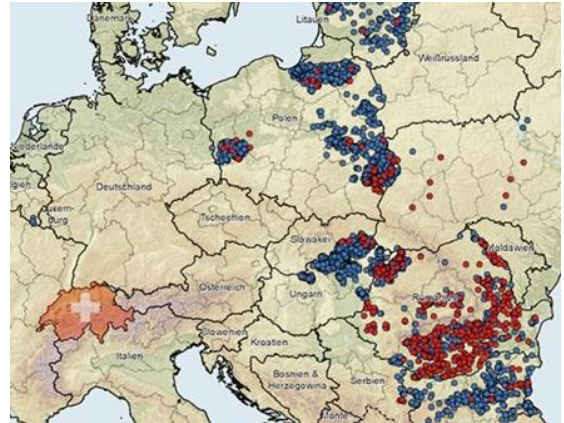 Dänemark
Litauen
Weißrussland
Niederlande
Polen
Deutschland
Luxem-
burg
Tschechien
Slowakei
Moldawien
Österreich
Ungarn
Slowenien
Kroatien
Italien
Bosnien &
Herzegowina
Serbien